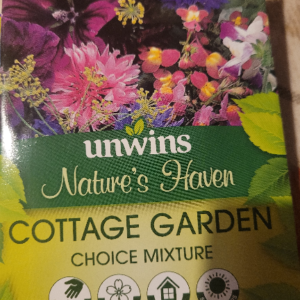 unwins
Nature's Haven
COTTAGE GARDEN
CHOICE MIXTURE